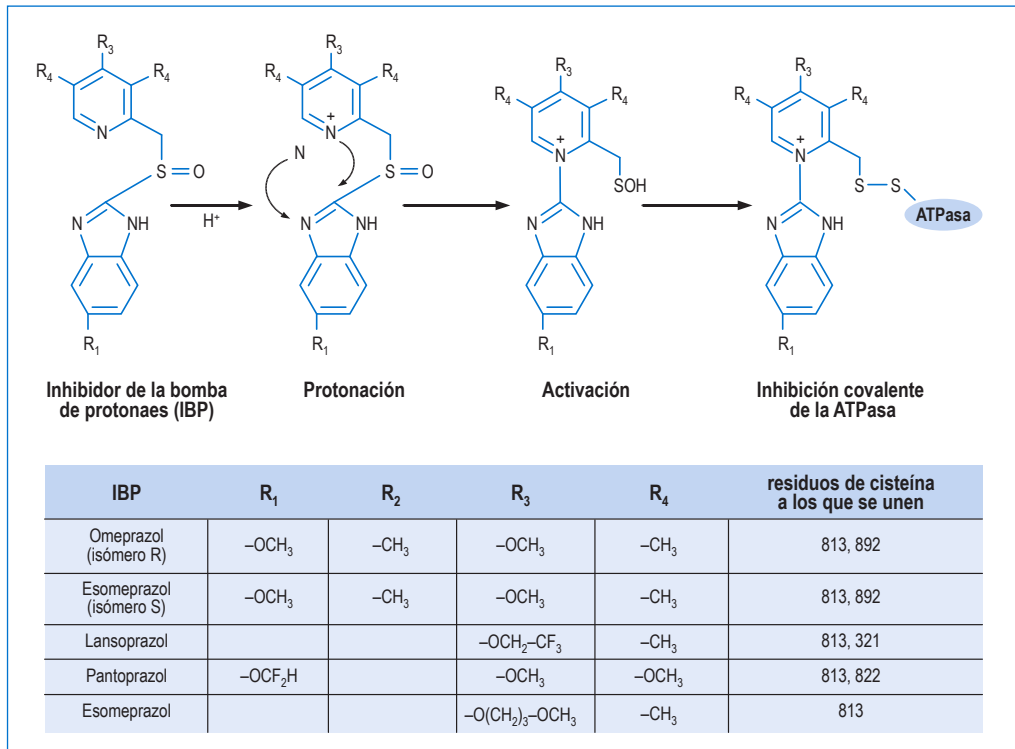 R3
R4
R4
N
S
O
N
NH
R1
H+
R3
R4
R4
N+
N
S
O
N
NH
R1
R3
R4
R4
N+
SOH
N
NH
R1
R3
R4
R4
N+
S
S
ATPasa
N
NH
R1
Inhibidor de la bomba
de protonaes (IBP)
Protonación
Activación
Inhibición covalente
de la ATPasa
IBP R1 R2 R3 R4 residuos de cisteína
a los que se unen
Omeprazol
(isómero R) –OCH3 –CH3 –OCH3 –CH3 813, 892
Esomeprazol
(isómero S) –OCH3 –CH3 –OCH3 –CH3 813, 892
Lansoprazol –OCH2–CF3 –CH3 813, 321
Pantoprazol –OCF2H –OCH3 –OCH3 813, 822
Esomeprazol –O(CH2)3–OCH3 –CH3 813